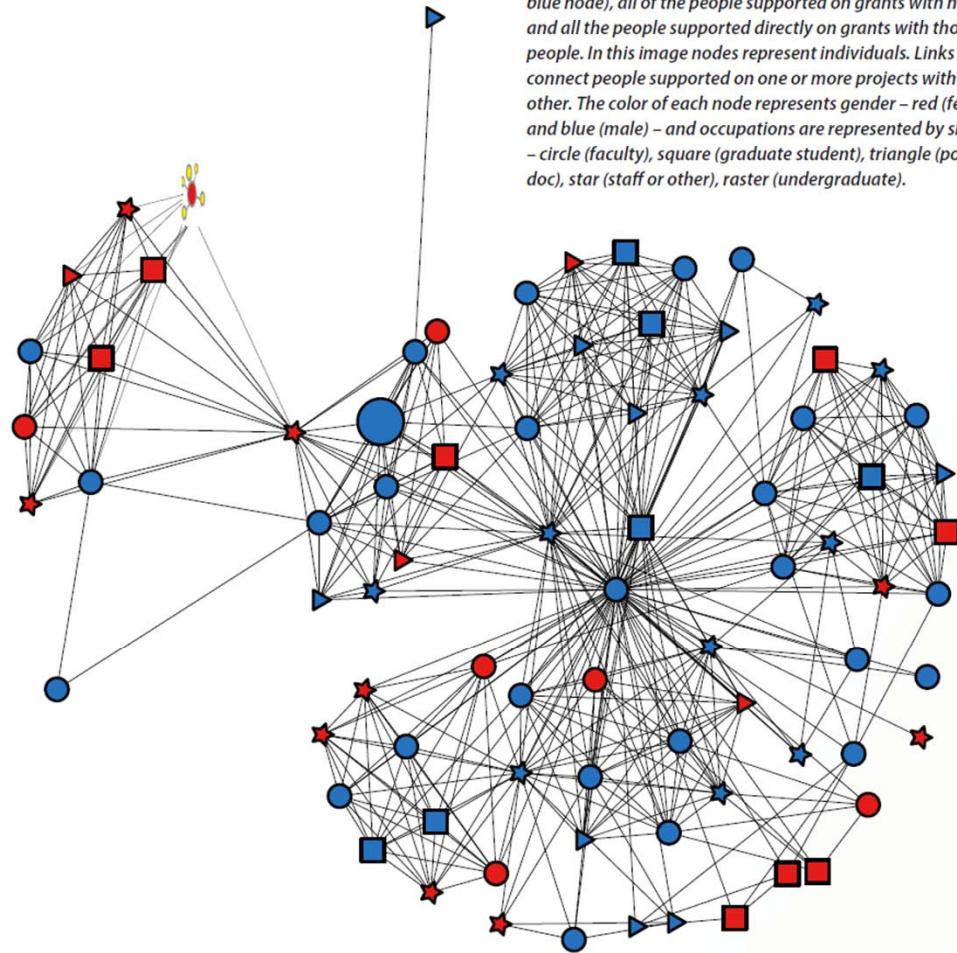 blue node), all of the people supported on grants with
and all the people supported directly on grants with
people. In this image nodes represent individuals. Links
connect people supported on one or more projects with
other. The color of each node represents gender – red
and blue (male) – and occupations are represented by
– circle (faculty), square (graduate student), triangle
doc), star (staff or other), raster (undergraduate).